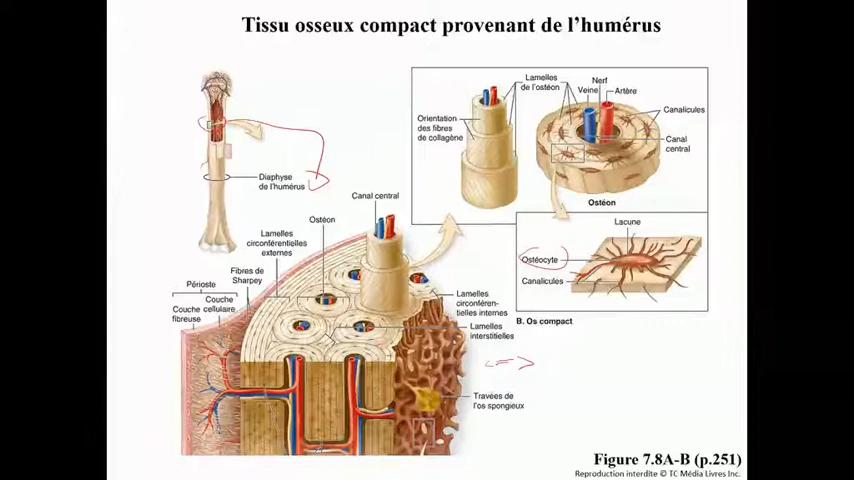 Tissu osseux compact provenant de l'humérus
Diaphyse
de l'humérus
Canal central
Ostéon
Lamelles
circonférentielles
externes
Fibres de
Sharpey
Périoste
Couche
fibreuse
Couche
cellulaire
Lamelles
circonféren-
tielles internes
Lamelles
interstitielles
Travées de
l'os spongieux
Orientation
des fibres
de collagène
Lamelles
de l'ostéon
Nerf
Veine
Artère
Canalicules
Canal
central
Ostéon
Lacune
Ostéocyte
Canalicules
B. Os compact
Figure 7.8A-B (p.251)
Reproduction interdite © TC Média Livres Inc.